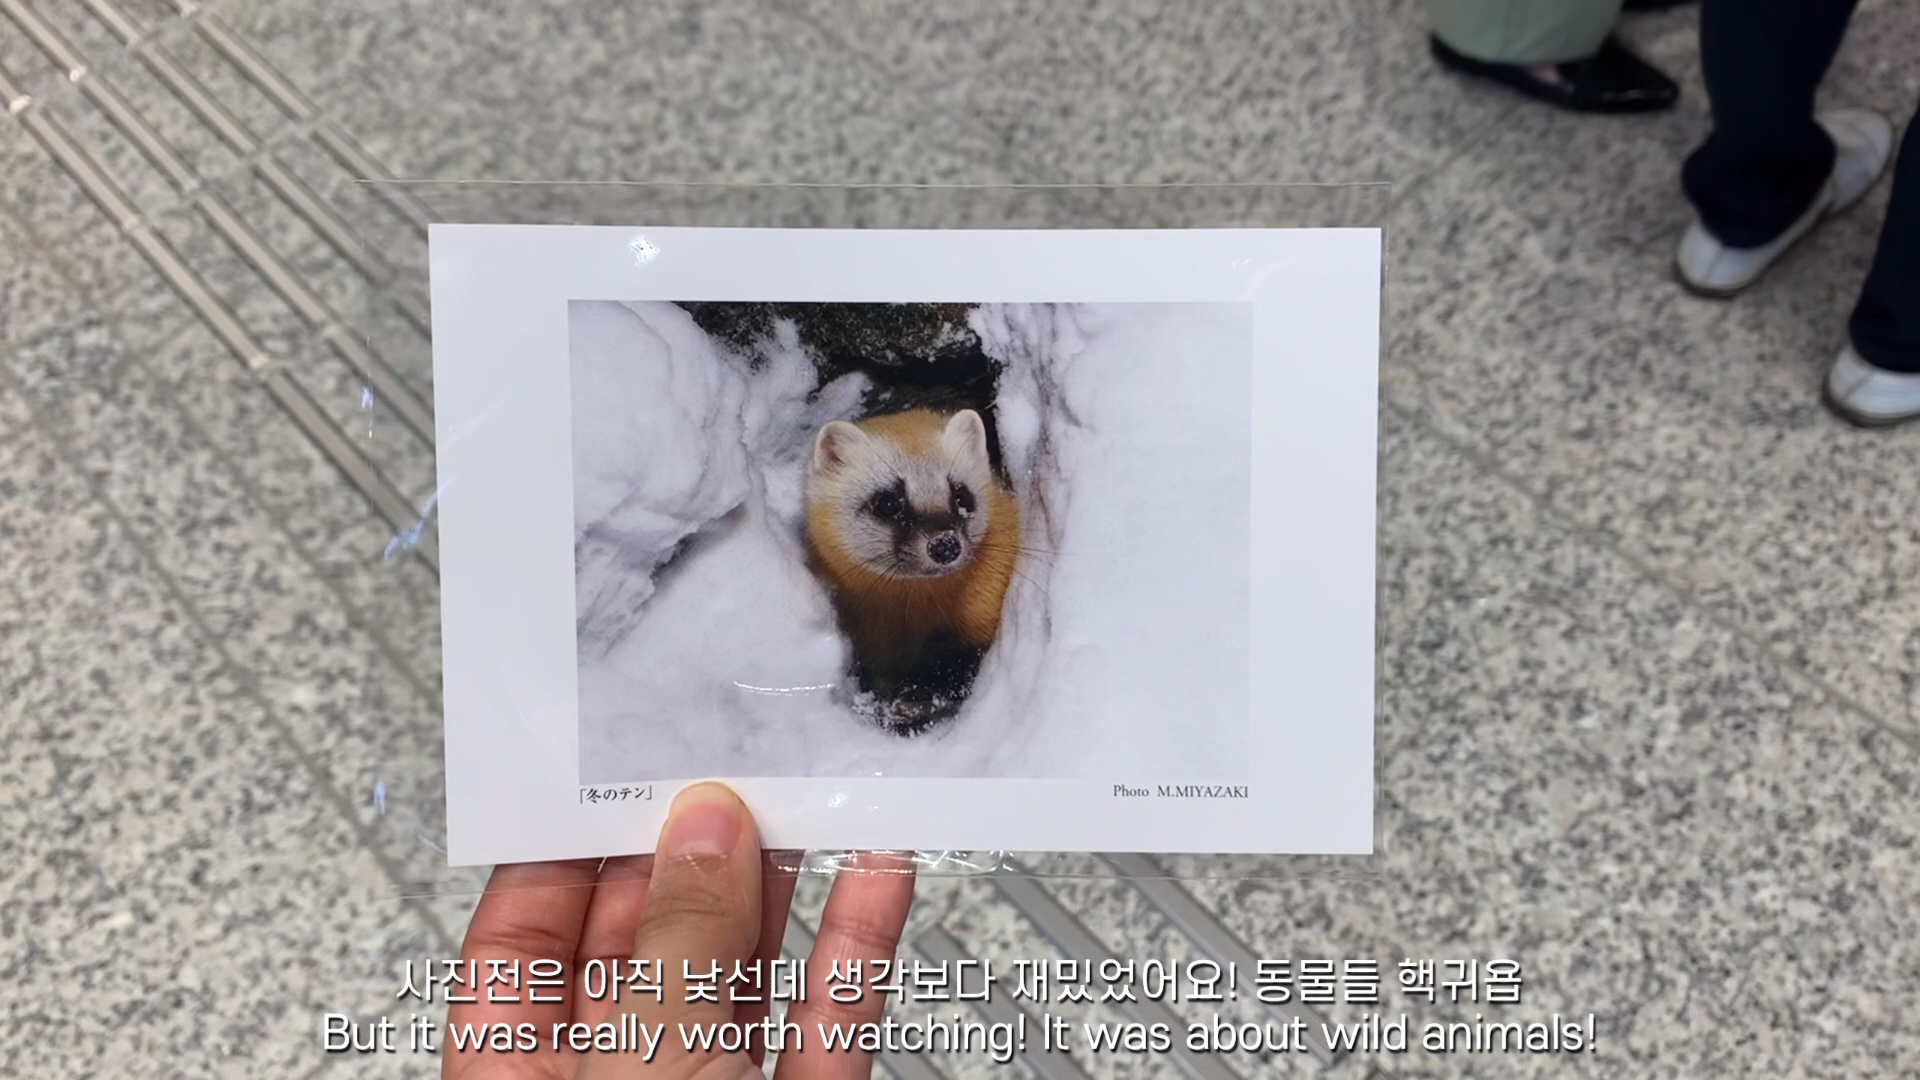 「冬のテン」
Photo M.MIYAZAKI
사진전은 아직 낯선데 생각보다 재밌었어요! 동물들 핵귀욥
But it was really worth watching! It was about wild animals!